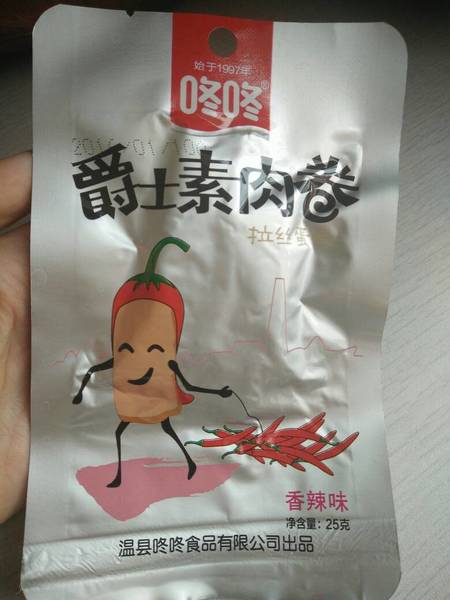 始于1997年
咚咚®
爵士素肉卷
拉丝蛋
香辣味
净含量：25克
温县咚咚食品有限公司出品